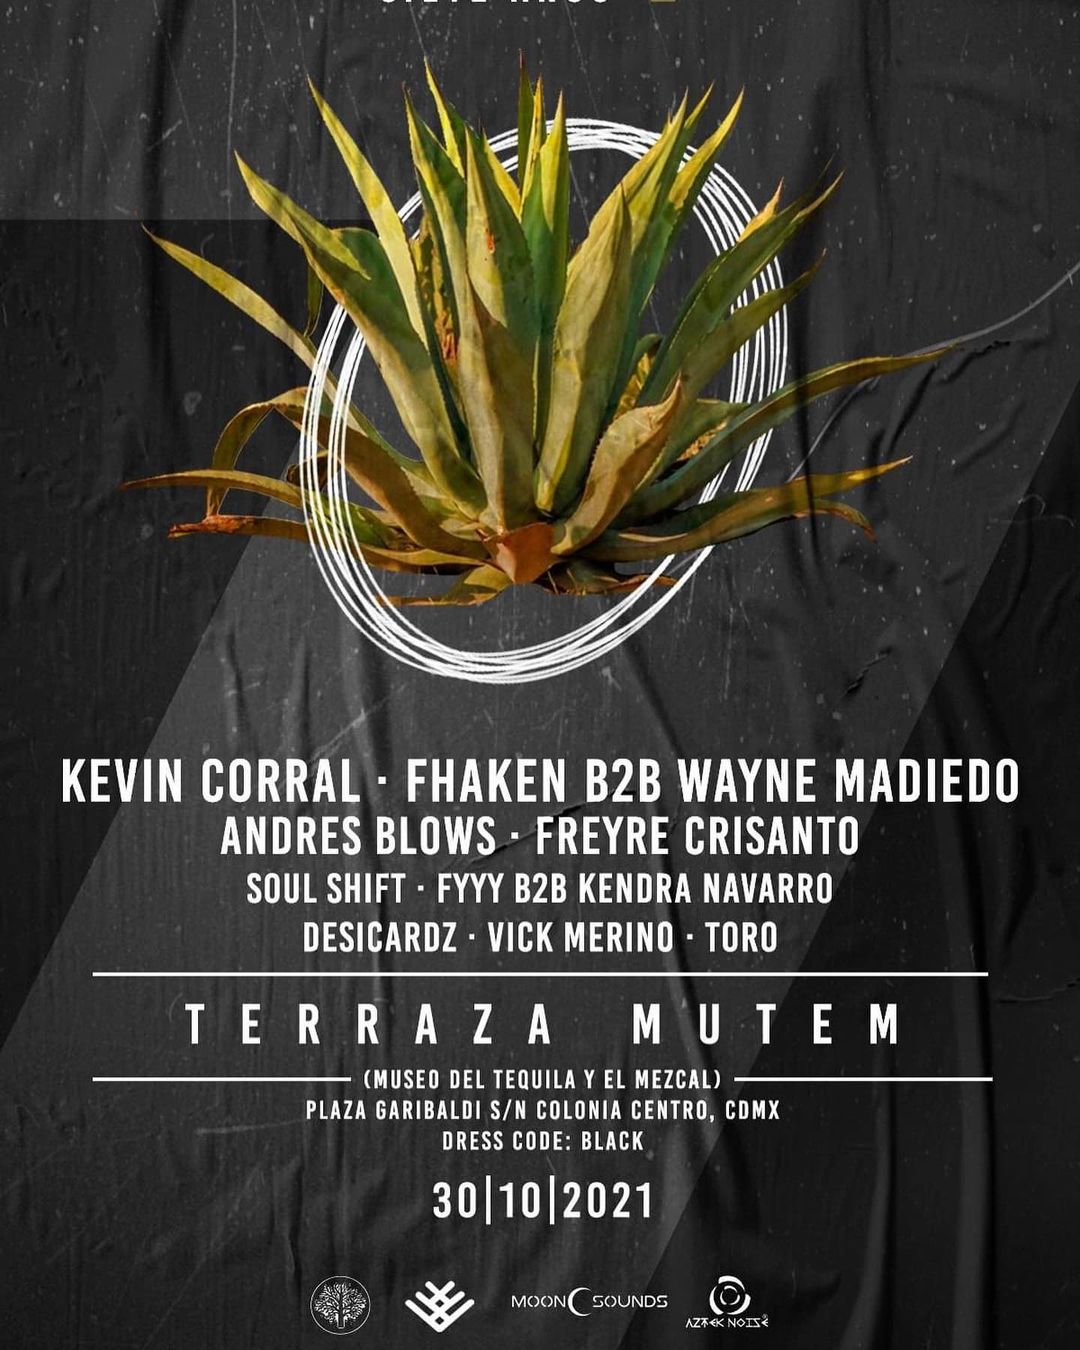 KEVIN CORRAL · FHAKEN B2B WAYNE MADIEDO
ANDRES BLOWS · FREYRE CRISANTO
SOUL SHIFT · FYYY B2B KENDRA NAVARRO
DESICARDZ · VICK MERINO · TORO
TERRAZA MUTEM
(MUSEO DEL TEQUILA Y EL MEZCAL)
PLAZA GARIBALDI S/N COLONIA CENTRO, CDMX
DRESS CODE: BLACK
30|10|2021
MOON SOUNDS
AZTEK NOISE